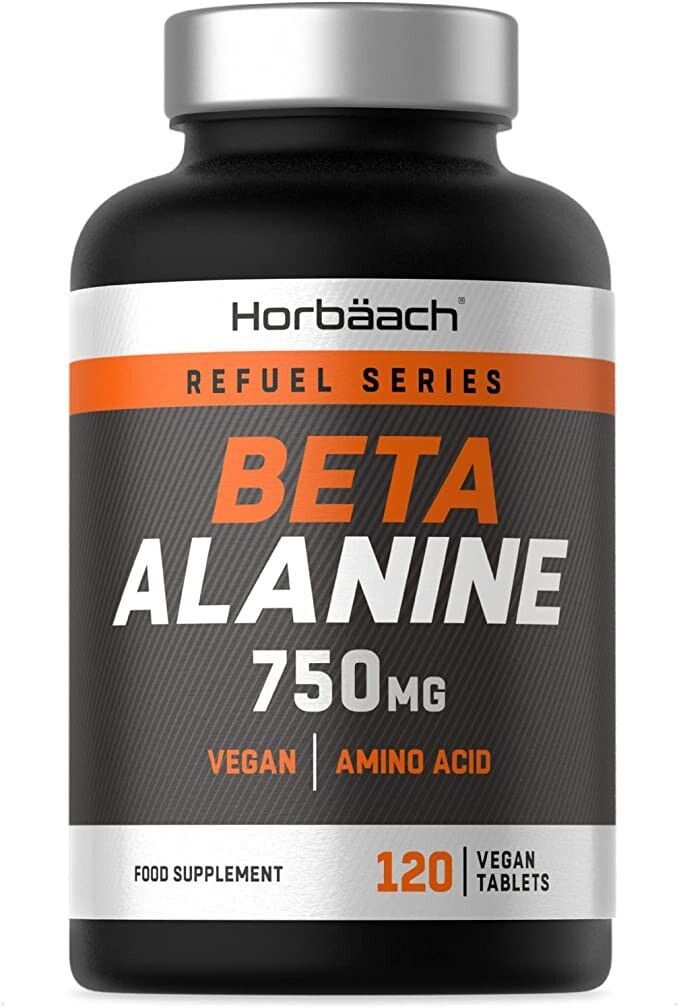 Horbäach®
REFUEL SERIES
BETA
ALANINE
750MG
VEGAN | AMINO ACID
FOOD SUPPLEMENT
120 | VEGAN
TABLETS